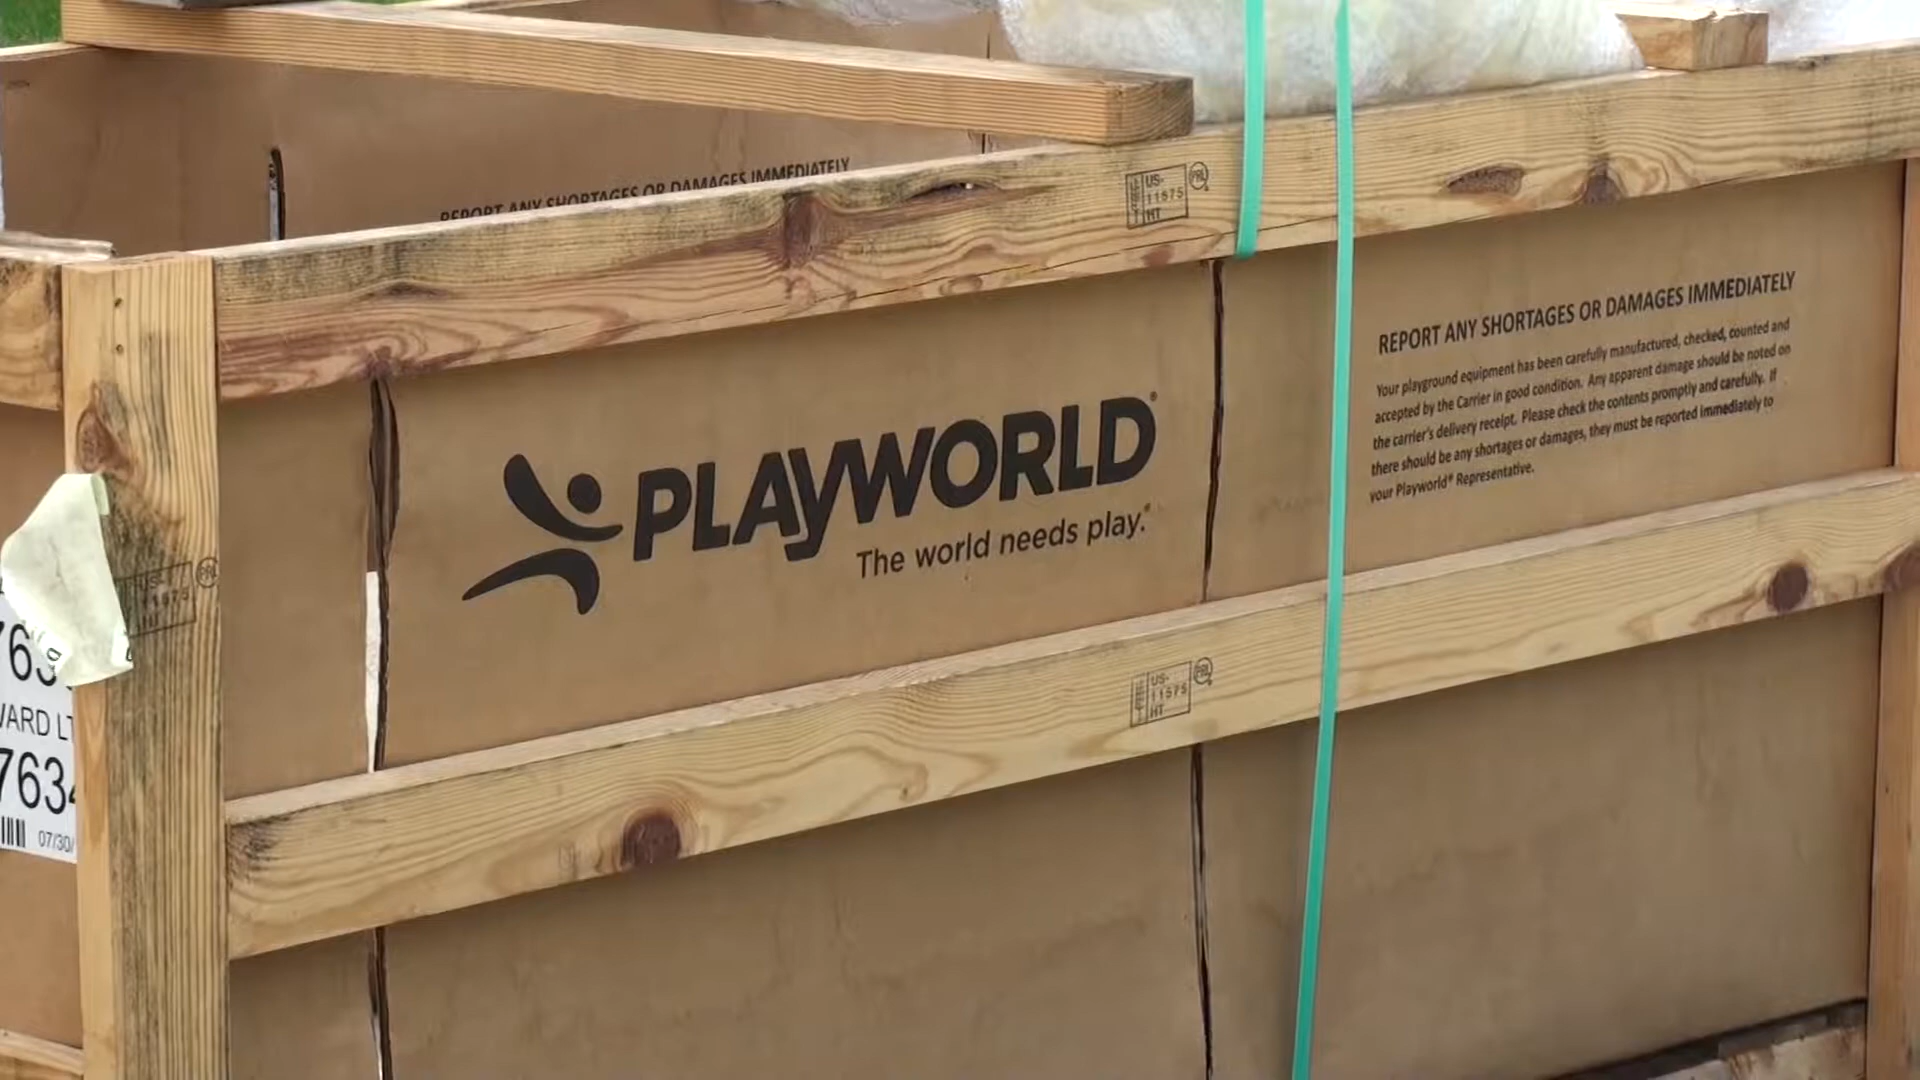 REPORT ANY SHORTAGES OR DAMAGES IMMEDIATELY
US-
11575
HT
PRL
PLAYWORLD®
The world needs play.®
REPORT ANY SHORTAGES OR DAMAGES IMMEDIATELY
Your playground equipment has been carefully manufactured, checked, counted and
accepted by the Carrier in good condition. Any apparent damage should be noted on
the carrier's delivery receipt. Please check the contents promptly and carefully. If
there should be any shortages or damages, they must be reported immediately to
your Playworld® Representative.
US-
11575
HT
PRL
US-
11575
HT
PRL
763
07/30/